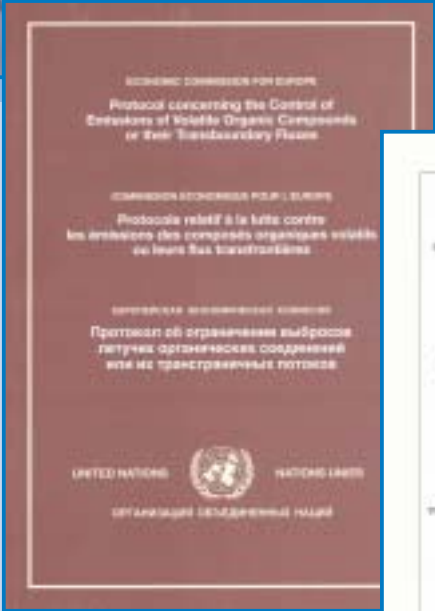 ECONOMIC COMMISSION FOR EUROPE
Protocol concerning the Control of
Emissions of Volatile Organic Compounds
or their Transboundary Fluxes
COMMISSION ECONOMIQUE POUR L'EUROPE
Protocole relatif à la lutte contre
les émissions des composés organiques volatils
ou leurs flux transfrontières
ЕВРОПЕЙСКАЯ ЭКОНОМИЧЕСКАЯ КОМИССИЯ
Протокол об ограничении выбросов
летучих органических соединений
или их трансграничных потоков
UNITED NATIONS NATIONS UNIES
ОРГАНИЗАЦИЯ ОБЪЕДИНЕННЫХ НАЦИЙ